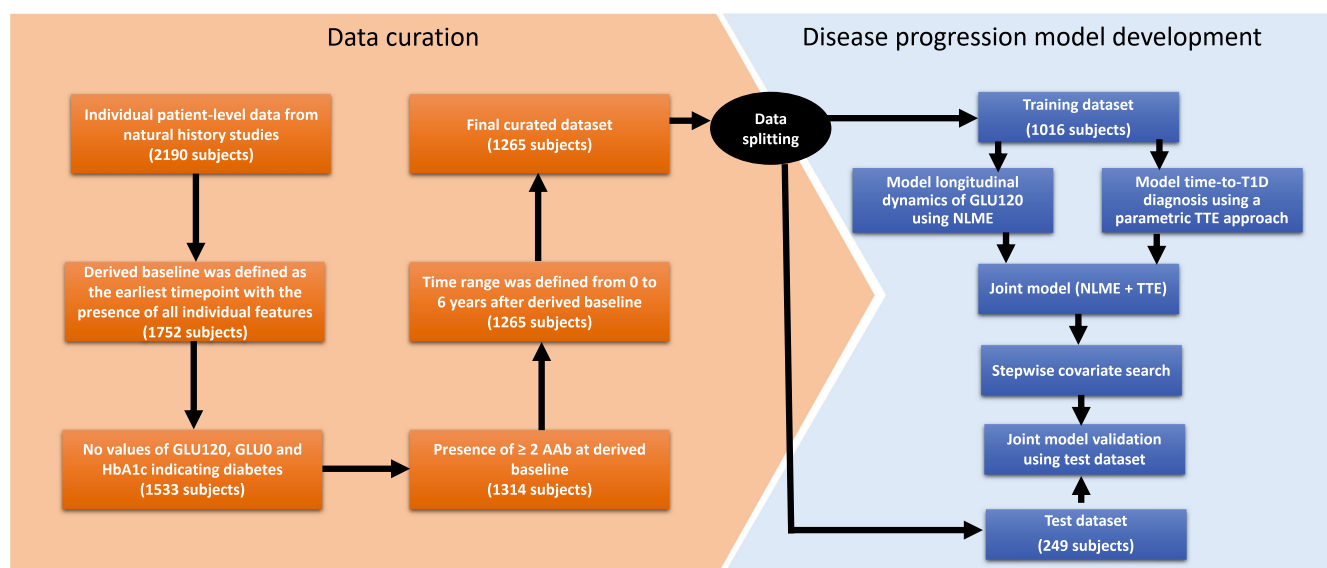 Data curation
Individual patient-level data from
natural history studies
(2190 subjects)
Derived baseline was defined as
the earliest timepoint with the
presence of all individual features
(1752 subjects)
No values of GLU120, GLU0 and
HbA1c indicating diabetes
(1533 subjects)
Presence of ≥ 2 AAb at derived
baseline
(1314 subjects)
Time range was defined from 0 to
6 years after derived baseline
(1265 subjects)
Final curated dataset
(1265 subjects)
Data
splitting
Disease progression model development
Training dataset
(1016 subjects)
Model longitudinal
dynamics of GLU120
using NLME
Model time-to-T1D
diagnosis using a
parametric TTE approach
Joint model (NLME + TTE)
Stepwise covariate search
Joint model validation
using test dataset
Test dataset
(249 subjects)